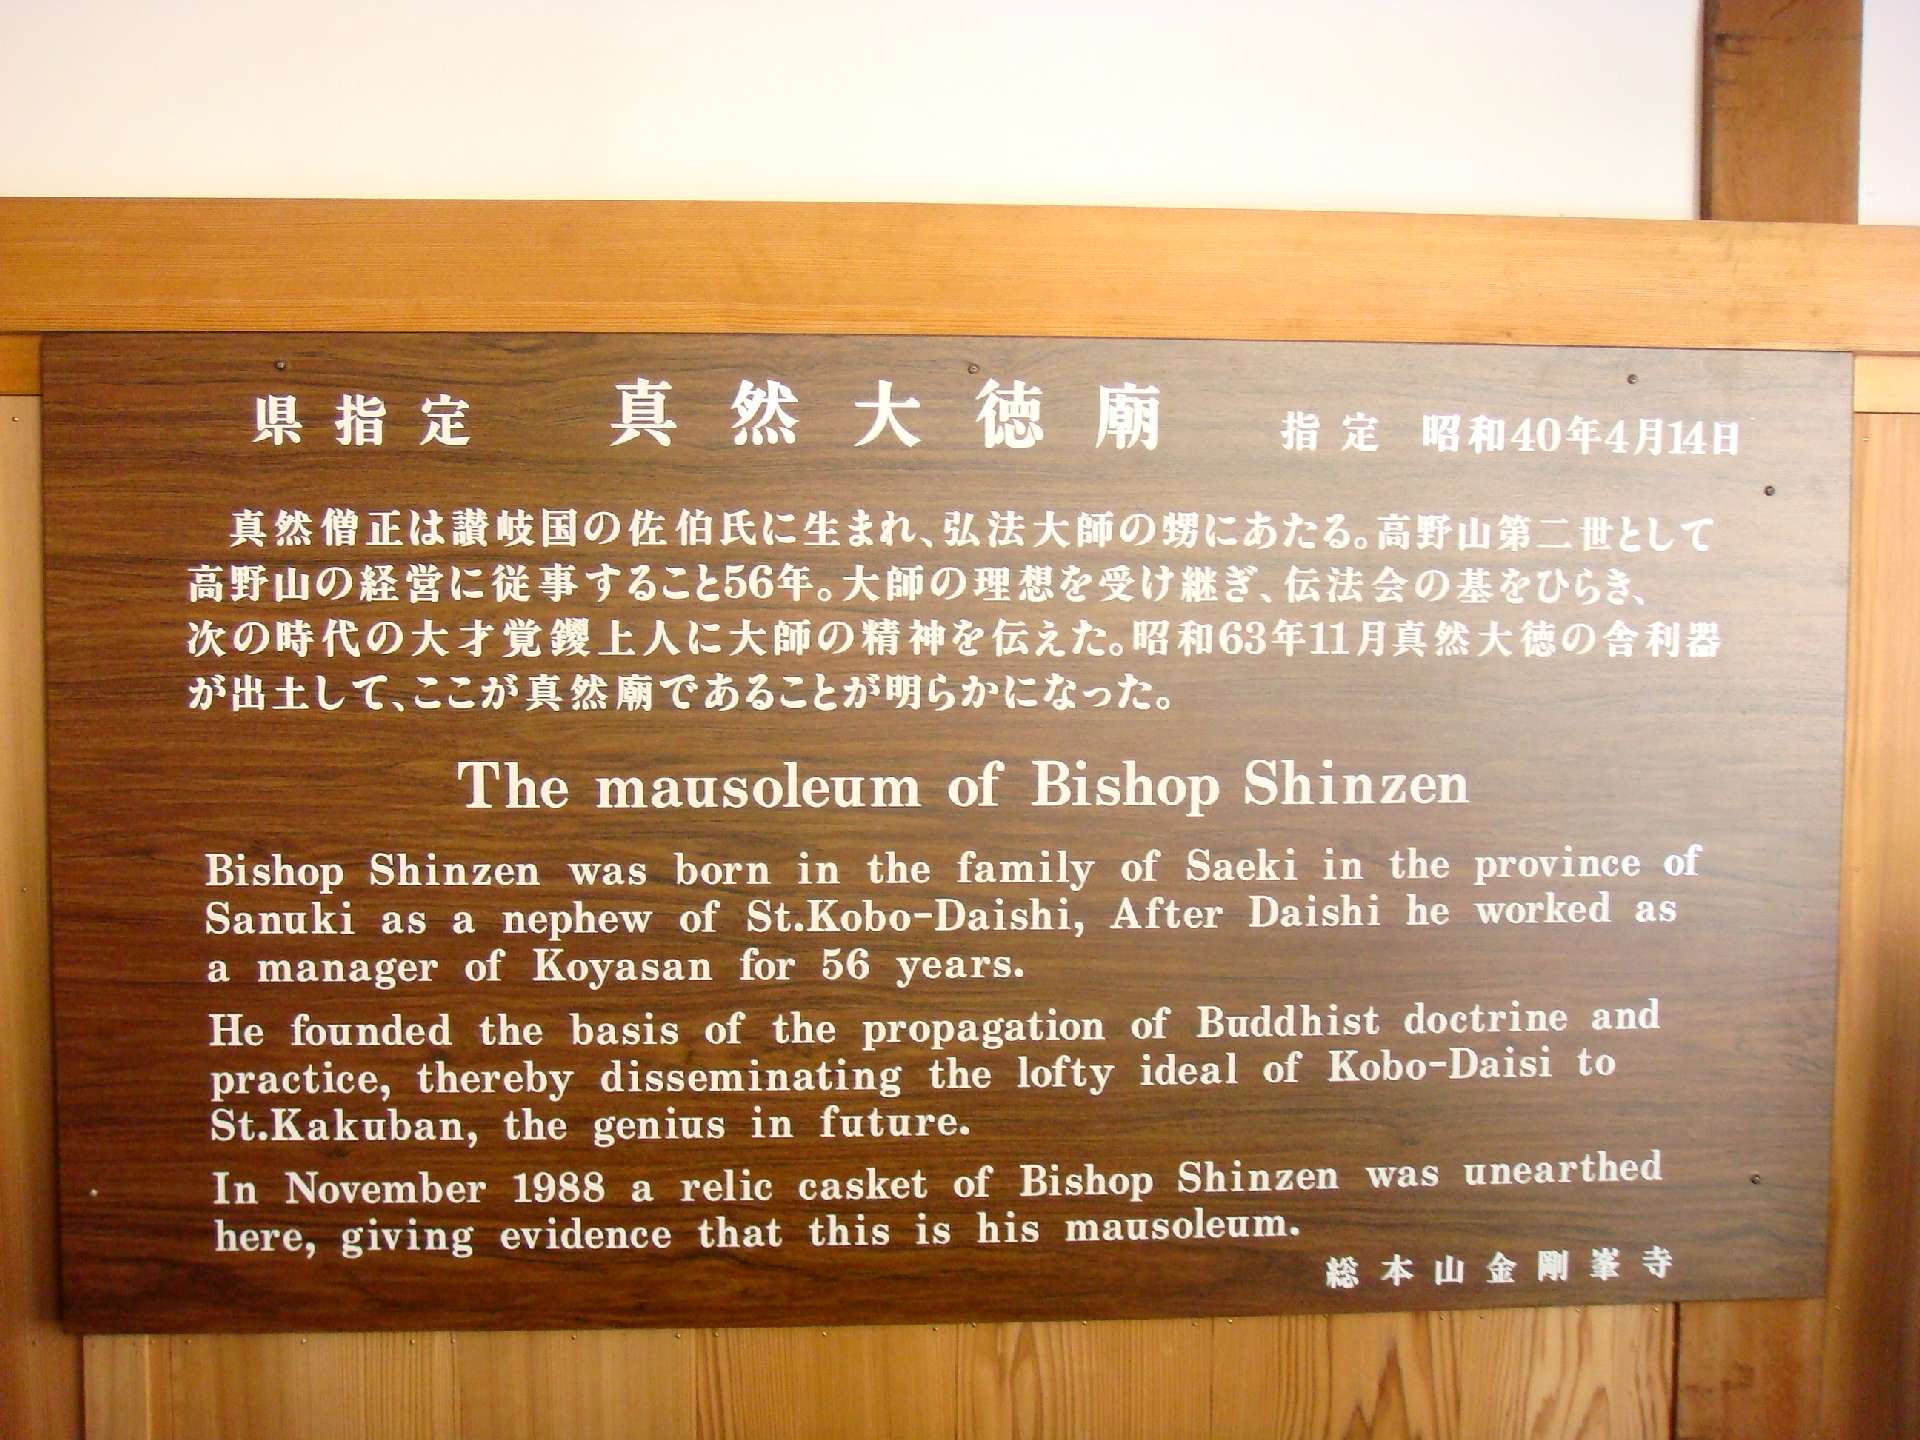 県指定 真然大徳廟 指定 昭和40年4月14日
真然僧正は讃岐国の佐伯氏に生まれ、弘法大師の甥にあたる。高野山第二世として
高野山の経営に従事すること56年。大師の理想を受け継ぎ、伝法会の基をひらき、
次の時代の大才覚鑁上人に大師の精神を伝えた。昭和63年11月真然大徳の舎利器
が出土して、ここが真然廟であることが明らかになった。
The mausoleum of Bishop Shinzen
Bishop Shinzen was born in the family of Saeki in the province of
Sanuki as a nephew of St.Kobo-Daishi, After Daishi he worked as
a manager of Koyasan for 56 years.
He founded the basis of the propagation of Buddhist doctrine and
practice, thereby disseminating the lofty ideal of Kobo-Daisi to
St.Kakuban, the genius in future.
In November 1988 a relic casket of Bishop Shinzen was unearthed
here, giving evidence that this is his mausoleum.
総本山金剛峯寺